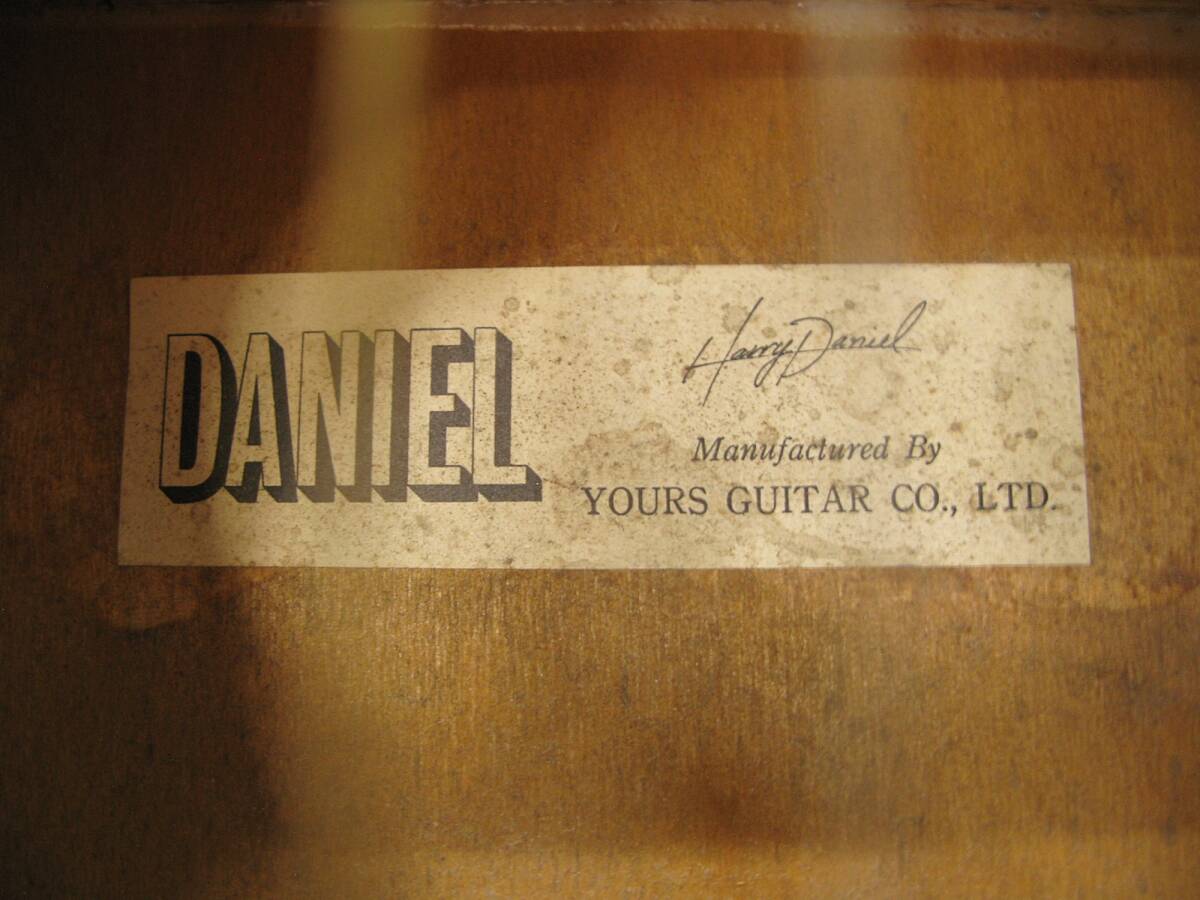 DANIEL
Harry Daniel
Manufactured By
YOURS GUITAR CO., LTD.